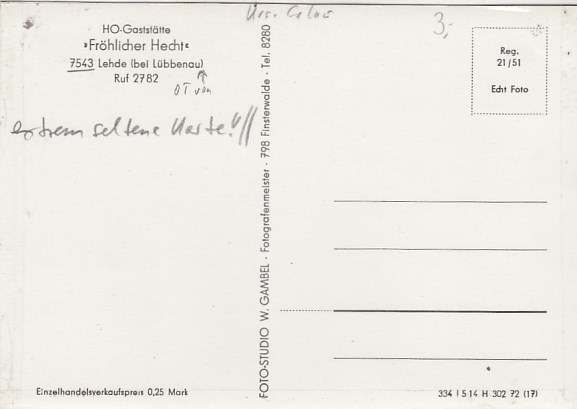 HO-Gaststätte
»Fröhlicher Hecht«
7543 Lehde (bei Lübbenau)
Ruf 2782
OT von
extrem seltene Karte!!
3,-
FOTO-STUDIO W. GAMBEL · Fotografenmeister · 798 Finsterwalde · Tel. 8280
Reg.
21/51
Echt Foto
Einzelhandelsverkaufspreis 0,25 Mark
334 I 5 14 H 302 72 (17)